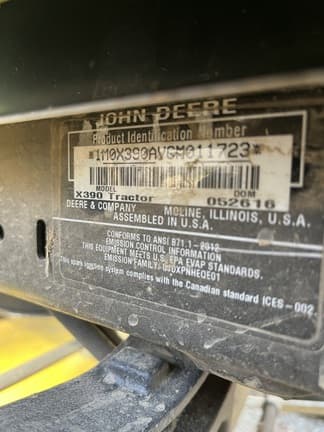 JOHN DEERE
Product Identification Number
*1M0X390AVGM011723*
MODEL DOM
X390 Tractor 052616
DEERE & COMPANY MOLINE, ILLINOIS, U.S.A.
ASSEMBLED IN U.S.A.
CONFORMS TO ANSI B71.1-2012
EMISSION CONTROL INFORMATION
THIS EQUIPMENT MEETS U.S. EPA EVAP STANDARDS.
EMISSION FAMILY:
This spark ignition system complies with the Canadian standard ICES-002.